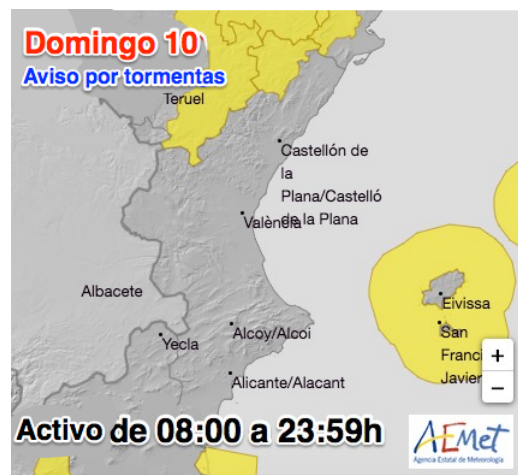 Domingo 10
Aviso por tormentas
Teruel
Castellón de
la
Plana/Castelló
de la Plana
València
Albacete
Eivissa
Yecla
Alcoy/Alcoi
San
Franci
Javier
Alicante/Alacant
+
−
Activo de 08:00 a 23:59h
AEMet
Agencia Estatal de Meteorología